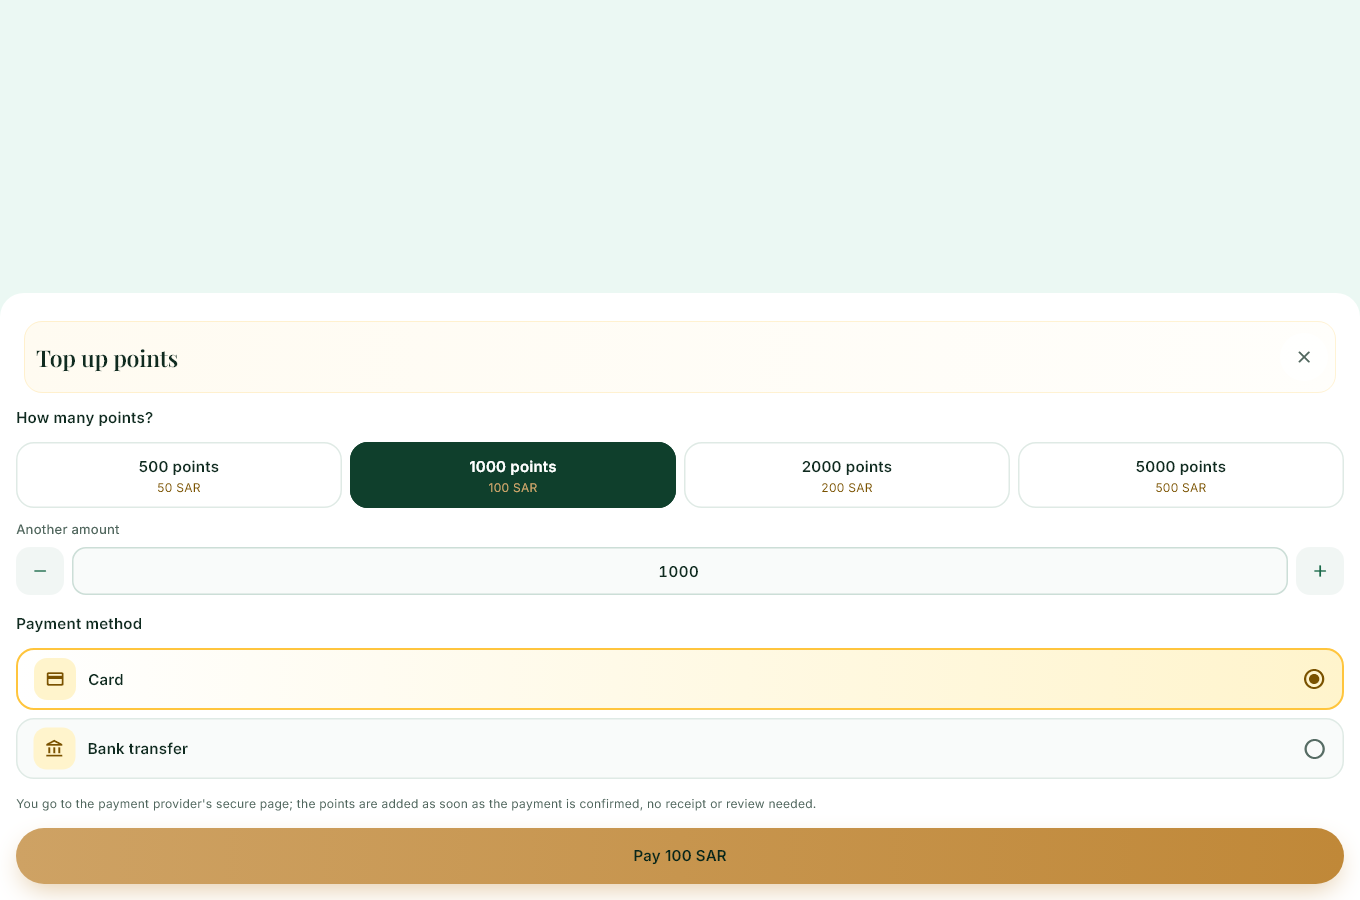 Top up points
How many points?
500 points
50 SAR
1000 points
100 SAR
2000 points
200 SAR
5000 points
500 SAR
Another amount
1000
Payment method
Card
Bank transfer
You go to the payment provider's secure page; the points are added as soon as the payment is confirmed, no receipt or review needed.
Pay 100 SAR